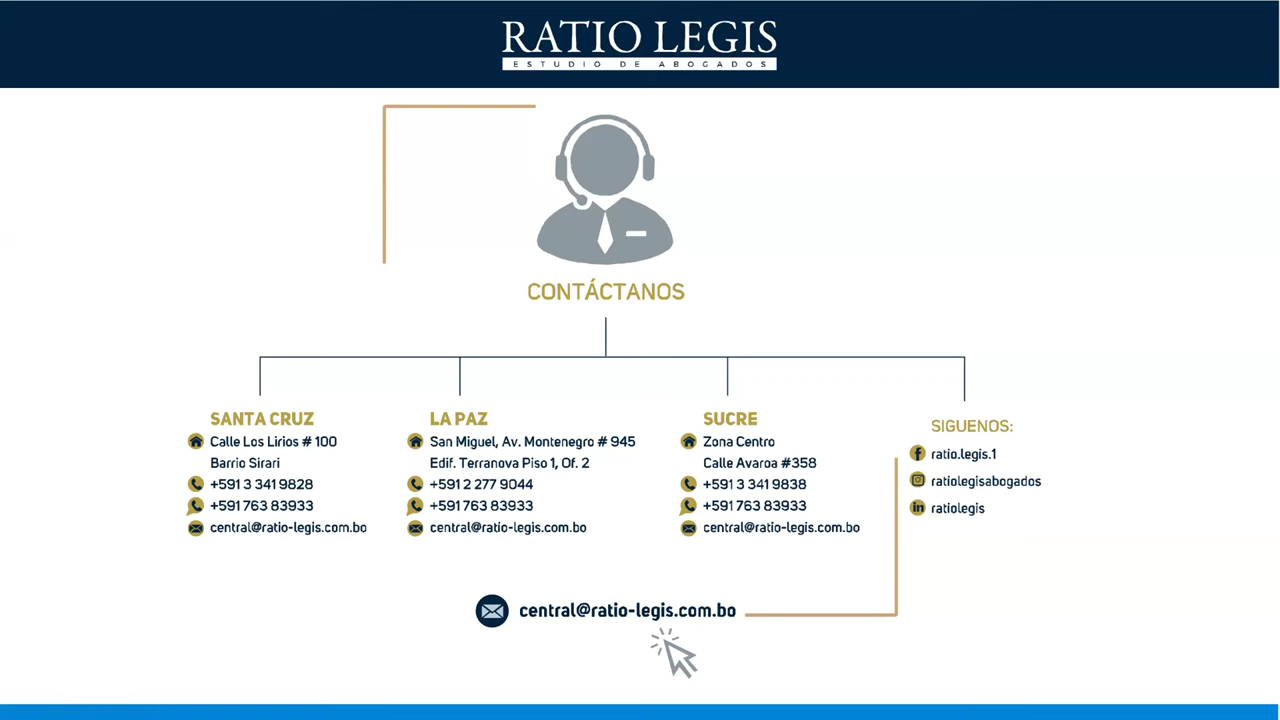 RATIO LEGIS
ESTUDIO DE ABOGADOS
CONTÁCTANOS
SANTA CRUZ
Calle Los Lirios # 100
Barrio Sirari
+591 3 341 9828
+591 763 83933
central@ratio-legis.com.bo
LA PAZ
San Miguel, Av. Montenegro # 945
Edif. Terranova Piso 1, Of. 2
+591 2 277 9044
+591 763 83933
central@ratio-legis.com.bo
SUCRE
Zona Centro
Calle Avaroa #358
+591 3 341 9838
+591 763 83933
central@ratio-legis.com.bo
SIGUENOS:
ratio.legis.1
ratiolegisabogados
ratiolegis
central@ratio-legis.com.bo